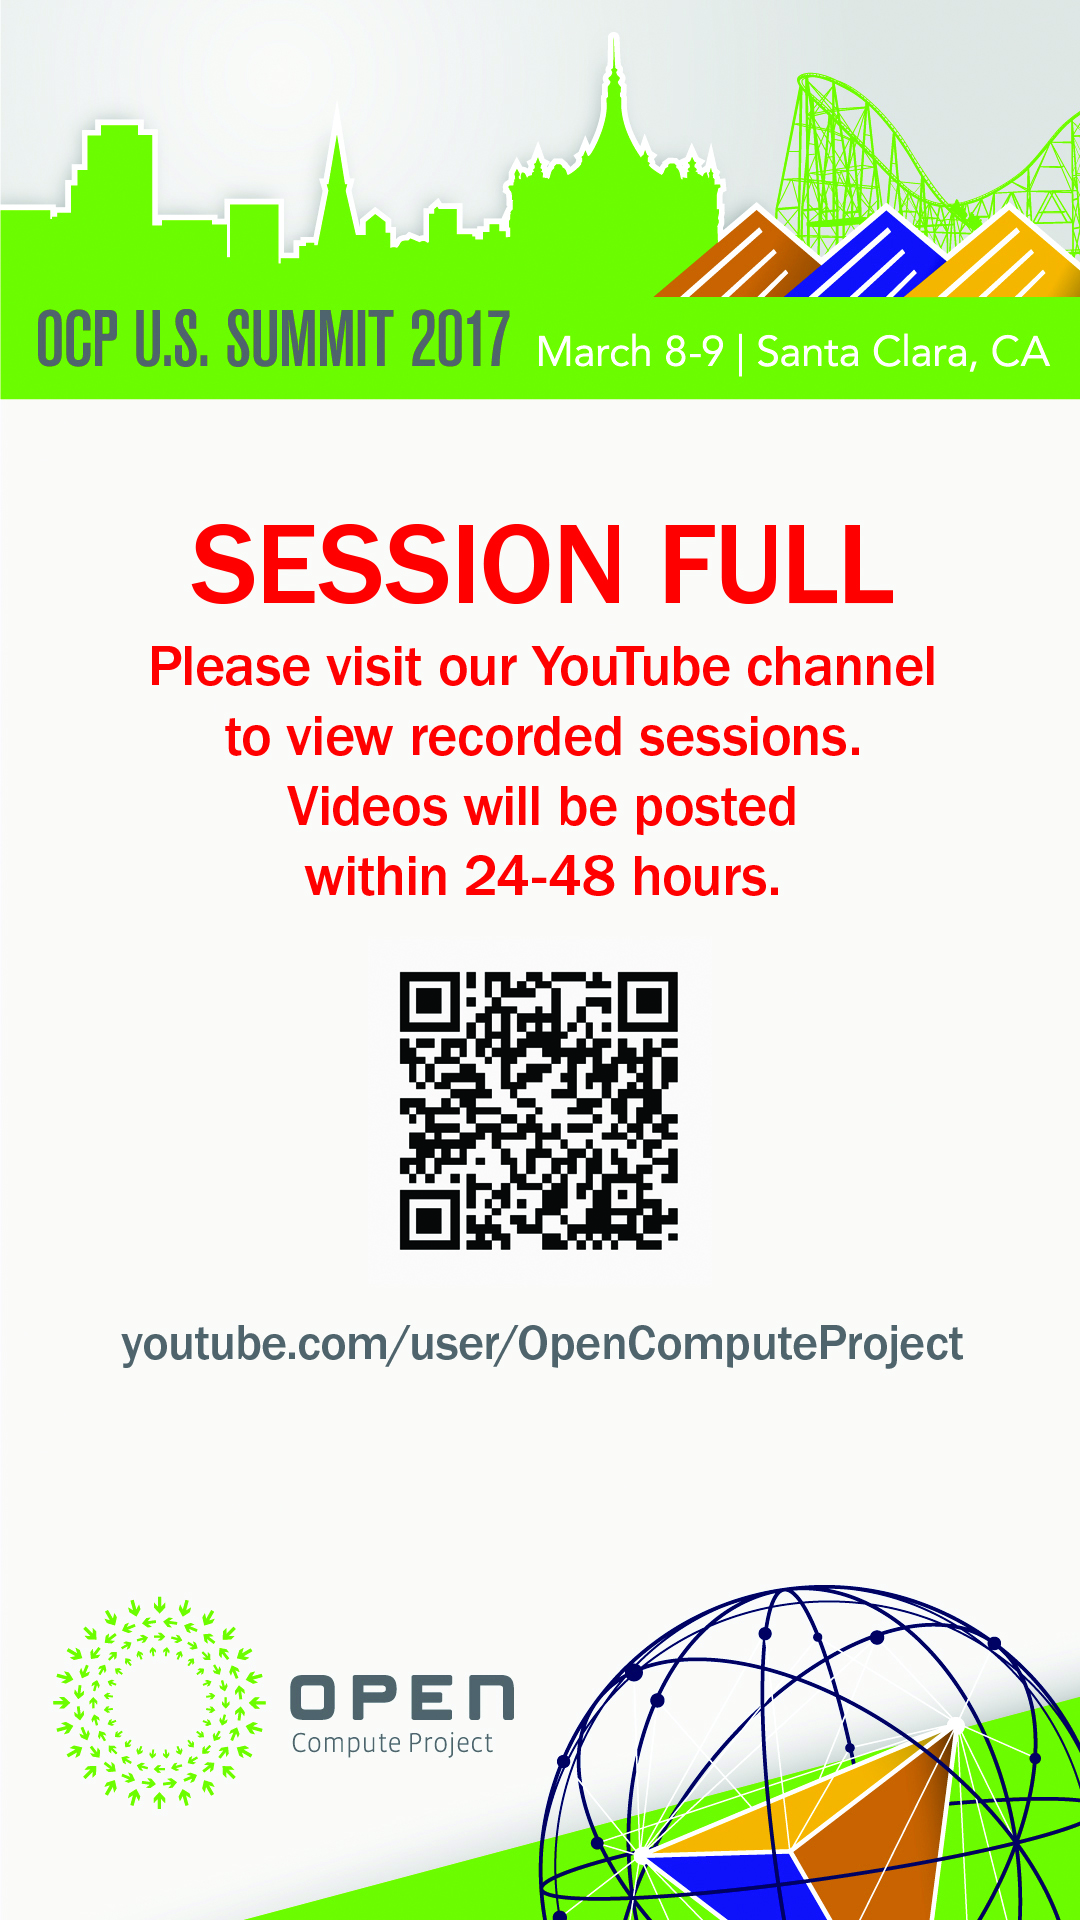 OCP U.S. SUMMIT 2017 March 8-9 | Santa Clara, CA
SESSION FULL
Please visit our YouTube channel
to view recorded sessions.
Videos will be posted
within 24-48 hours.
youtube.com/user/OpenComputeProject
OPEN
Compute Project